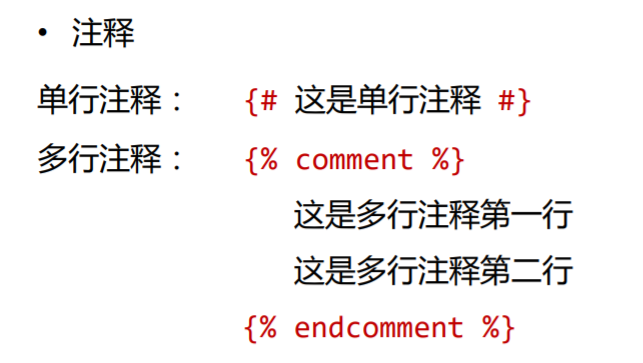 • 注释
单行注释： {# 这是单行注释 #}
多行注释： {% comment %}
这是多行注释第一行
这是多行注释第二行
{% endcomment %}